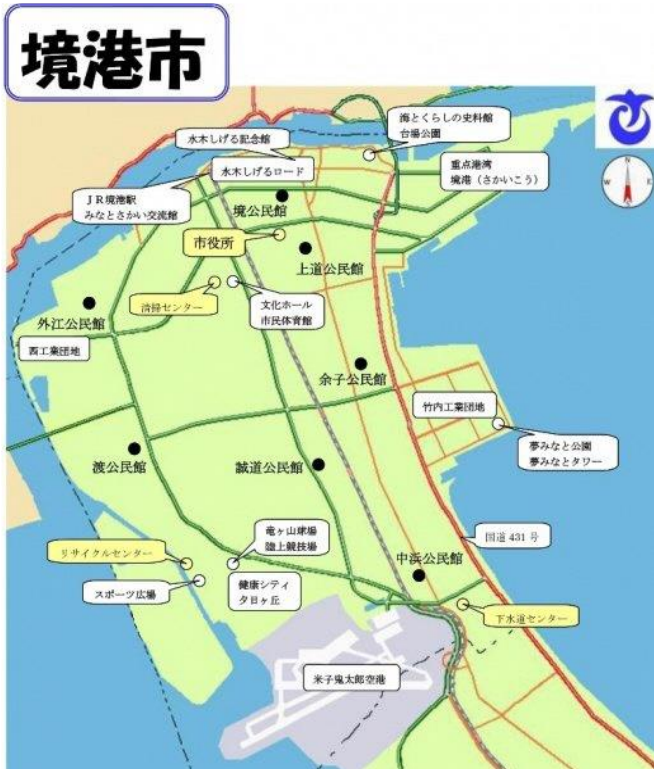 境港市
海とくらしの史料館
台場公園
水木しげる記念館
水木しげるロード
重点港湾
境港（さかいこう）
N
W
E
S
JR境港駅
みなとさかい交流館
境公民館
市役所
上道公民館
清掃センター
文化ホール
市民体育館
外江公民館
西工業団地
余子公民館
竹内工業団地
夢みなと公園
夢みなとタワー
渡公民館
誠道公民館
竜ヶ山球場
陸上競技場
国道431号
リサイクルセンター
中浜公民館
スポーツ広場
健康シティ
夕日ヶ丘
下水道センター
米子鬼太郎空港